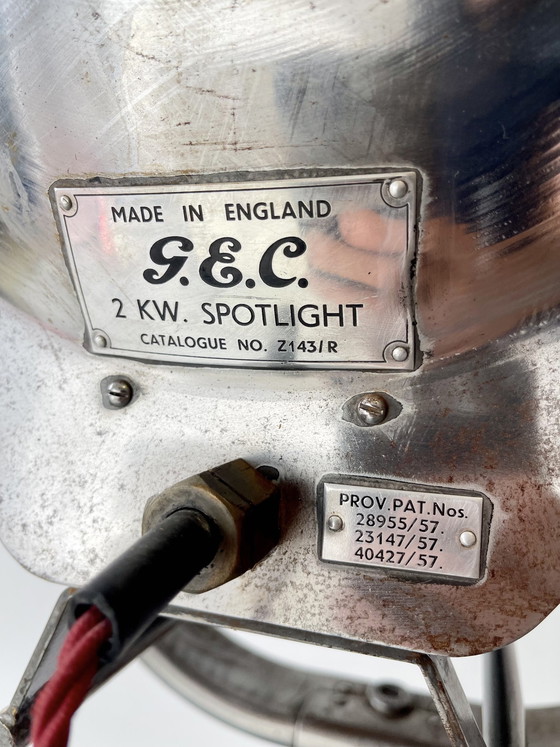 MADE IN ENGLAND
G.E.C.
2 KW. SPOTLIGHT
CATALOGUE NO. Z143/R
PROV.PAT.Nos.
28955/57.
23147/57.
40427/57.